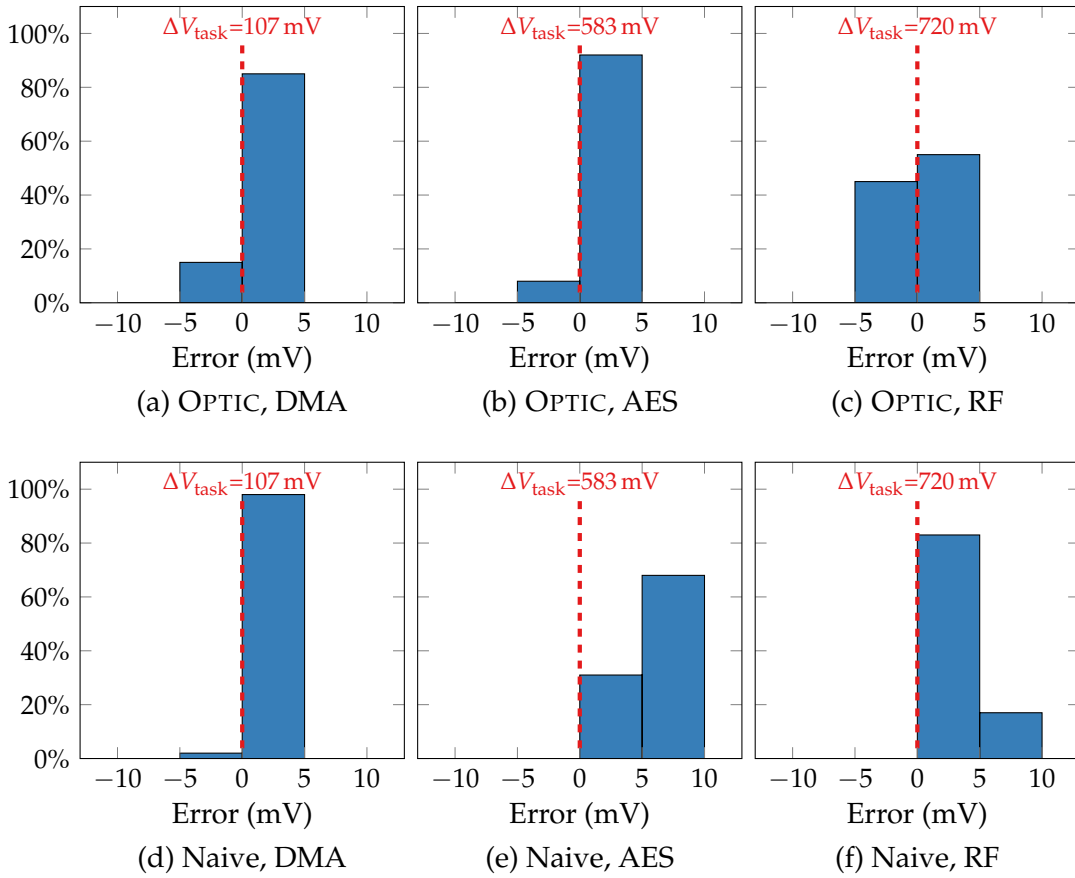 ΔVtask=107 mV
ΔVtask=583 mV
ΔVtask=720 mV
100%
80%
60%
40%
20%
0%
−10 −5 0 5 10
−10 −5 0 5 10
−10 −5 0 5 10
Error (mV)
Error (mV)
Error (mV)
(a) OPTIC, DMA
(b) OPTIC, AES
(c) OPTIC, RF
ΔVtask=107 mV
ΔVtask=583 mV
ΔVtask=720 mV
100%
80%
60%
40%
20%
0%
−10 −5 0 5 10
−10 −5 0 5 10
−10 −5 0 5 10
Error (mV)
Error (mV)
Error (mV)
(d) Naive, DMA
(e) Naive, AES
(f) Naive, RF